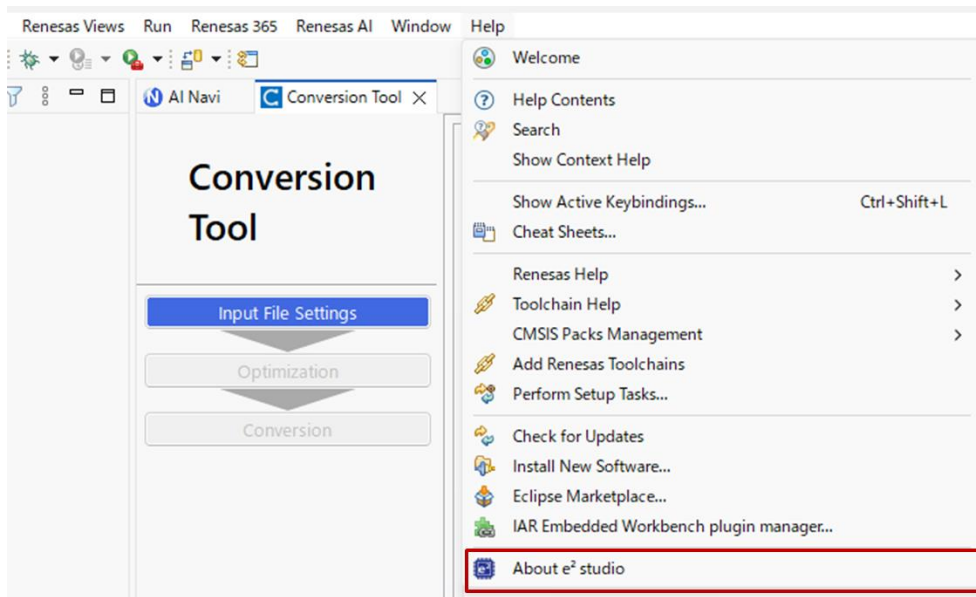 Renesas Views Run Renesas 365 Renesas AI Window Help
AI Navi Conversion Tool
Conversion
Tool
Input File Settings
Optimization
Conversion
Welcome
Help Contents
Search
Show Context Help
Show Active Keybindings... Ctrl+Shift+L
Cheat Sheets...
Renesas Help
Toolchain Help
CMSIS Packs Management
Add Renesas Toolchains
Perform Setup Tasks...
Check for Updates
Install New Software...
Eclipse Marketplace...
IAR Embedded Workbench plugin manager...
About e² studio